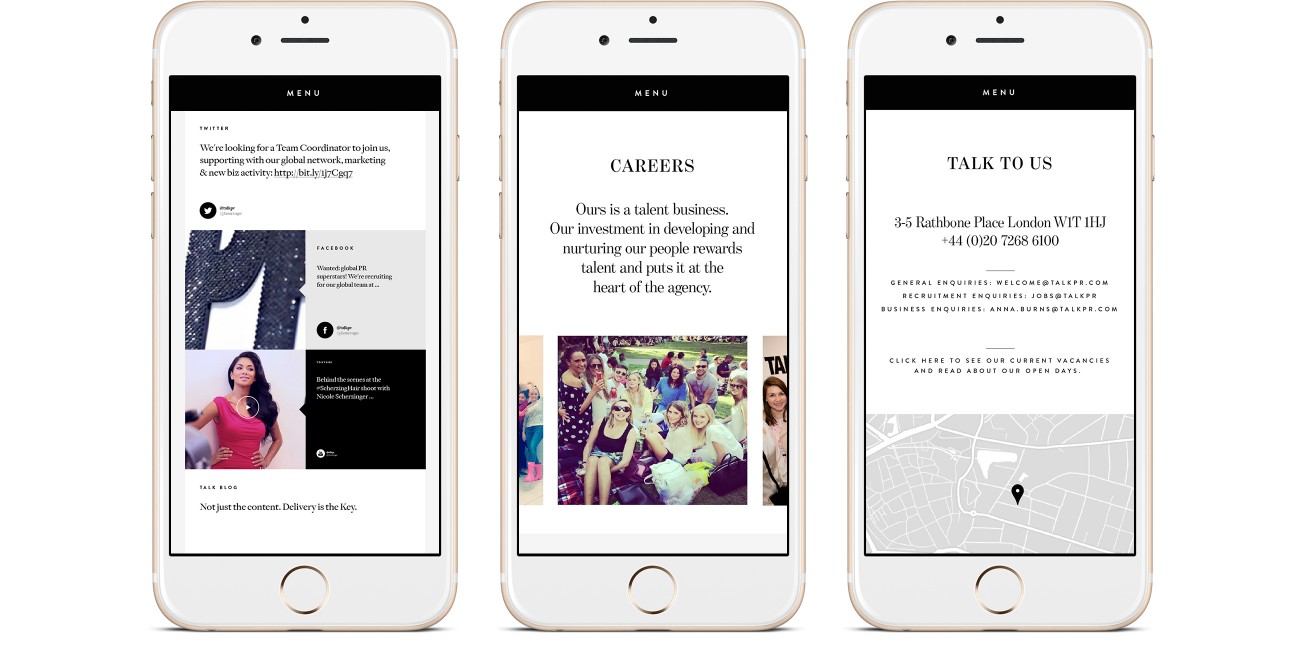 MENU
TWITTER
We're looking for a Team Coordinator to join us,
supporting with our global network, marketing
& new biz activity: http://bit.ly/1j7Cgq7
@talkpr
FACEBOOK
Wanted: global PR
superstars! We're recruiting
for our global team at ...
@talkpr
Behind the scenes at the
#ScherzingHair shoot with
Nicole Scherzinger ...
TALK BLOG
Not just the content. Delivery is the Key.
MENU
CAREERS
Ours is a talent business.
Our investment in developing and
nurturing our people rewards
talent and puts it at the
heart of the agency.
TAL
MENU
TALK TO US
3-5 Rathbone Place London W1T 1HJ
+44 (0)20 7268 6100
GENERAL ENQUIRIES: WELCOME@TALKPR.COM
RECRUITMENT ENQUIRIES: JOBS@TALKPR
BUSINESS ENQUIRIES: ANNA.BURNS@TALKPR.COM
CLICK HERE TO SEE OUR CURRENT VACANCIES
AND READ ABOUT OUR OPEN DAYS.